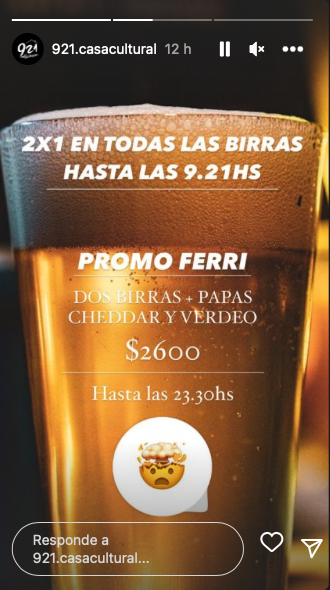 921
921.casacultural 12 h
2X1 EN TODAS LAS BIRRAS
HASTA LAS 9.21HS
PROMO FERRI
DOS BIRRAS + PAPAS
CHEDDAR Y VERDEO
$2600
Hasta las 23.30hs
Responde a
921.casacultural...